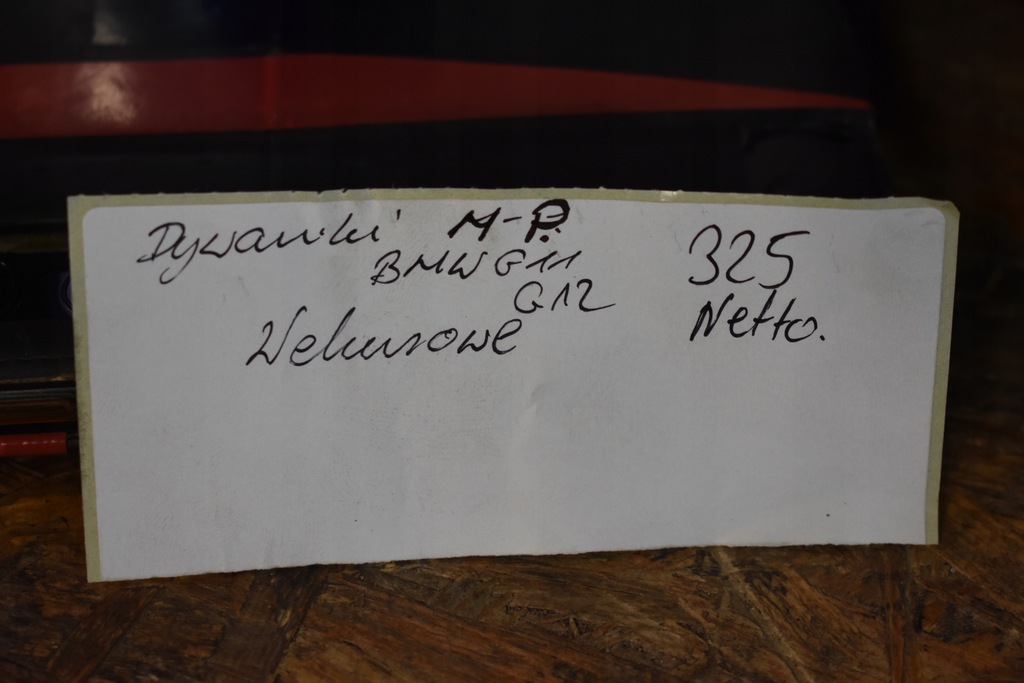 Dywaniki M-P.
BMW G11
G12
Welurowe
325
Netto.